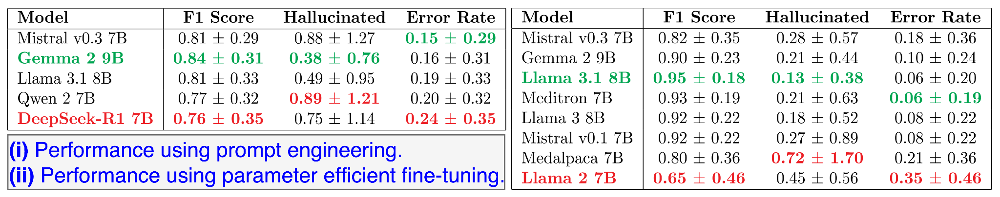 Model F1 Score Hallucinated Error Rate
Mistral v0.3 7B 0.81 ± 0.29 0.88 ± 1.27 0.15 ± 0.29
Gemma 2 9B 0.84 ± 0.31 0.38 ± 0.76 0.16 ± 0.31
Llama 3.1 8B 0.81 ± 0.33 0.49 ± 0.95 0.19 ± 0.33
Qwen 2 7B 0.77 ± 0.32 0.89 ± 1.21 0.20 ± 0.32
DeepSeek-R1 7B 0.76 ± 0.35 0.75 ± 1.14 0.24 ± 0.35
(i) Performance using prompt engineering.
(ii) Performance using parameter efficient fine-tuning.
Model F1 Score Hallucinated Error Rate
Mistral v0.3 7B 0.82 ± 0.35 0.28 ± 0.57 0.18 ± 0.36
Gemma 2 9B 0.90 ± 0.23 0.21 ± 0.44 0.10 ± 0.24
Llama 3.1 8B 0.95 ± 0.18 0.13 ± 0.38 0.06 ± 0.20
Meditron 7B 0.93 ± 0.19 0.21 ± 0.63 0.06 ± 0.19
Llama 3 8B 0.92 ± 0.22 0.18 ± 0.52 0.08 ± 0.22
Mistral v0.1 7B 0.92 ± 0.22 0.27 ± 0.89 0.08 ± 0.22
Medalpaca 7B 0.80 ± 0.36 0.72 ± 1.70 0.21 ± 0.36
Llama 2 7B 0.65 ± 0.46 0.45 ± 0.56 0.35 ± 0.46